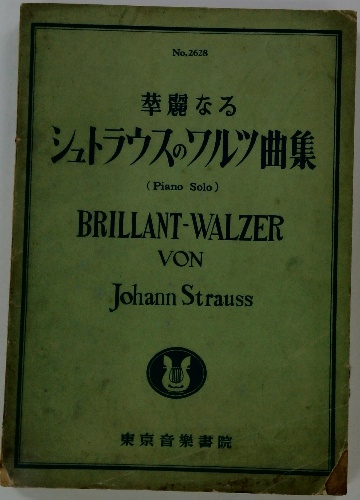 No.2628
華麗なる
シュトラウスのワルツ曲集
(Piano Solo)
BRILLANT-WALZER
VON
Johann Strauss
東京音樂書院